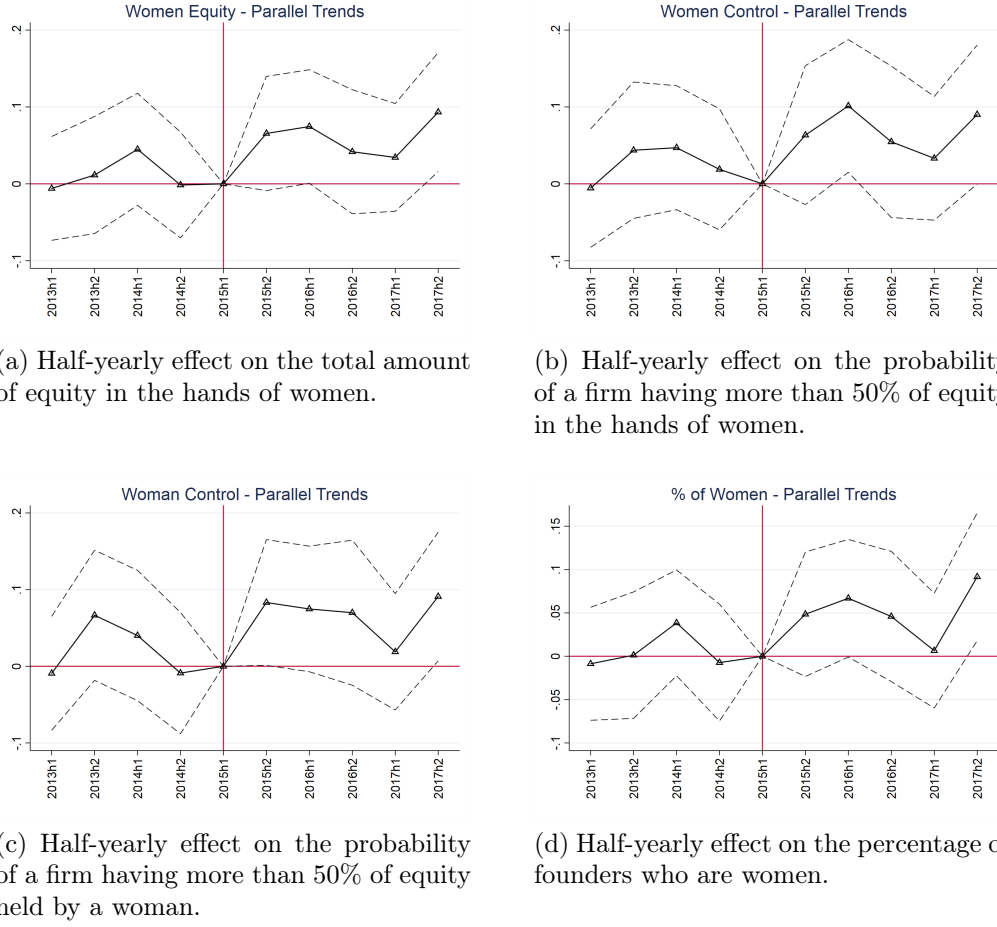 Women Equity - Parallel Trends
.2
.1
0
-.1
2013h1
2013h2
2014h1
2014h2
2015h1
2015h2
2016h1
2016h2
2017h1
2017h2
(a) Half-yearly effect on the total amount
of equity in the hands of women.
Women Control - Parallel Trends
.2
.1
0
-.1
2013h1
2013h2
2014h1
2014h2
2015h1
2015h2
2016h1
2016h2
2017h1
2017h2
(b) Half-yearly effect on the probability
of a firm having more than 50% of equity
in the hands of women.
Woman Control - Parallel Trends
.2
.1
0
-.1
2013h1
2013h2
2014h1
2014h2
2015h1
2015h2
2016h1
2016h2
2017h1
2017h2
(c) Half-yearly effect on the probability
of a firm having more than 50% of equity
held by a woman.
% of Women - Parallel Trends
.15
.1
.05
0
-.05
-.1
2013h1
2013h2
2014h1
2014h2
2015h1
2015h2
2016h1
2016h2
2017h1
2017h2
(d) Half-yearly effect on the percentage of
founders who are women.